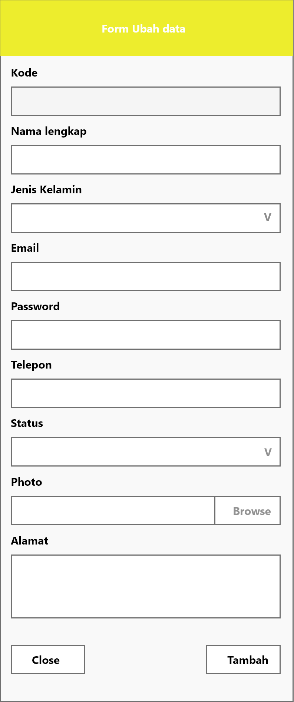 Form Ubah data
Kode
Nama lengkap
Jenis Kelamin
V
Email
Password
Telepon
Status
V
Photo
Browse
Alamat
Close
Tambah